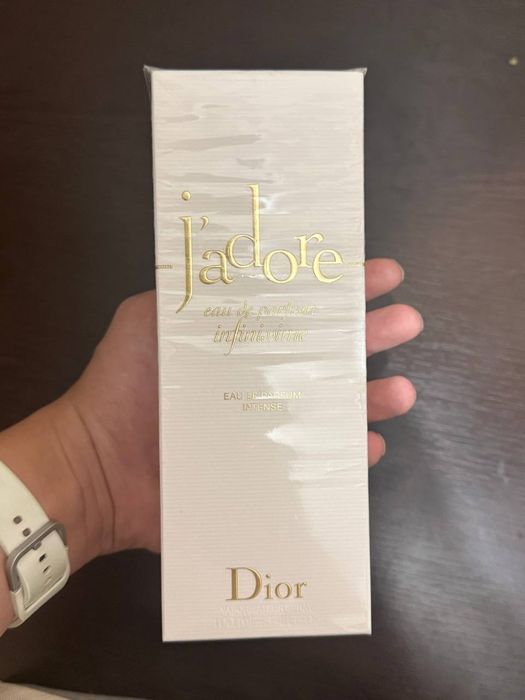 j'adore
eau de parfum
infinissime
EAU DE PARFUM
INTENSE
Dior